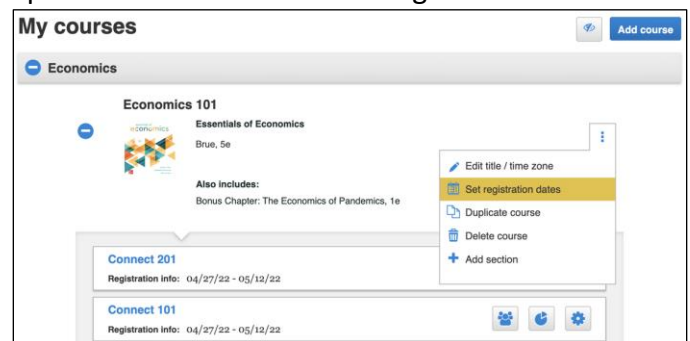 My courses
Add course
Economics
Economics 101
Essentials of Economics
Brue, 5e
Also includes:
Bonus Chapter: The Economics of Pandemics, 1e
Edit title / time zone
Set registration dates
Duplicate course
Delete course
Add section
Connect 201
Registration info: 04/27/22 - 05/12/22
Connect 101
Registration info: 04/27/22 - 05/12/22